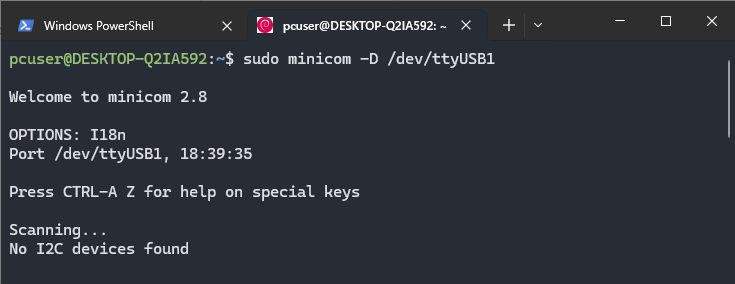 Windows PowerShell
pcuser@DESKTOP-Q2IA592: ~
pcuser@DESKTOP-Q2IA592:~$ sudo minicom -D /dev/ttyUSB1
Welcome to minicom 2.8
OPTIONS: I18n
Port /dev/ttyUSB1, 18:39:35
Press CTRL-A Z for help on special keys
Scanning...
No I2C devices found